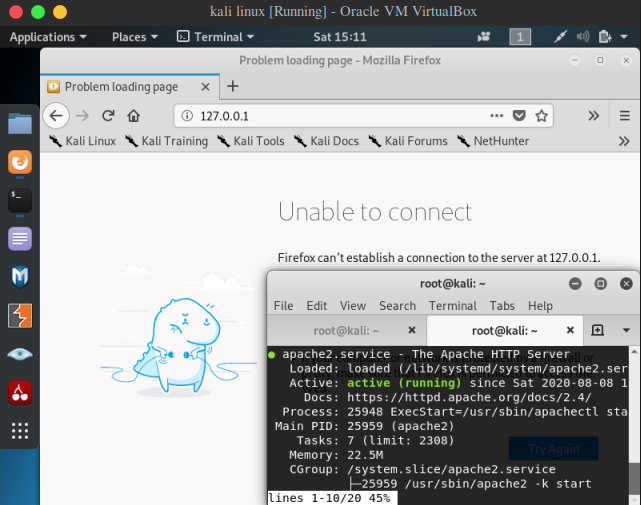 kali linux [Running] - Oracle VM VirtualBox
Applications Places Terminal Sat 15:11 1
Problem loading page - Mozilla Firefox
Problem loading page
127.0.0.1
Kali Linux Kali Training Kali Tools Kali Docs Kali Forums NetHunter
Unable to connect
Firefox can't establish a connection to the server at 127.0.0.1.
root@kali: ~
File Edit View Search Terminal Tabs Help
root@kali: ~ root@kali: ~
● apache2.service - The Apache HTTP Server
Loaded: loaded (/lib/systemd/system/apache2.ser
Active: active (running) since Sat 2020-08-08 1
Docs: https://httpd.apache.org/docs/2.4/
Process: 25948 ExecStart=/usr/sbin/apachectl sta
Main PID: 25959 (apache2)
Tasks: 7 (limit: 2308)
Try Again
Memory: 22.5M
CGroup: /system.slice/apache2.service
├─25959 /usr/sbin/apache2 -k start
lines 1-10/20 45%